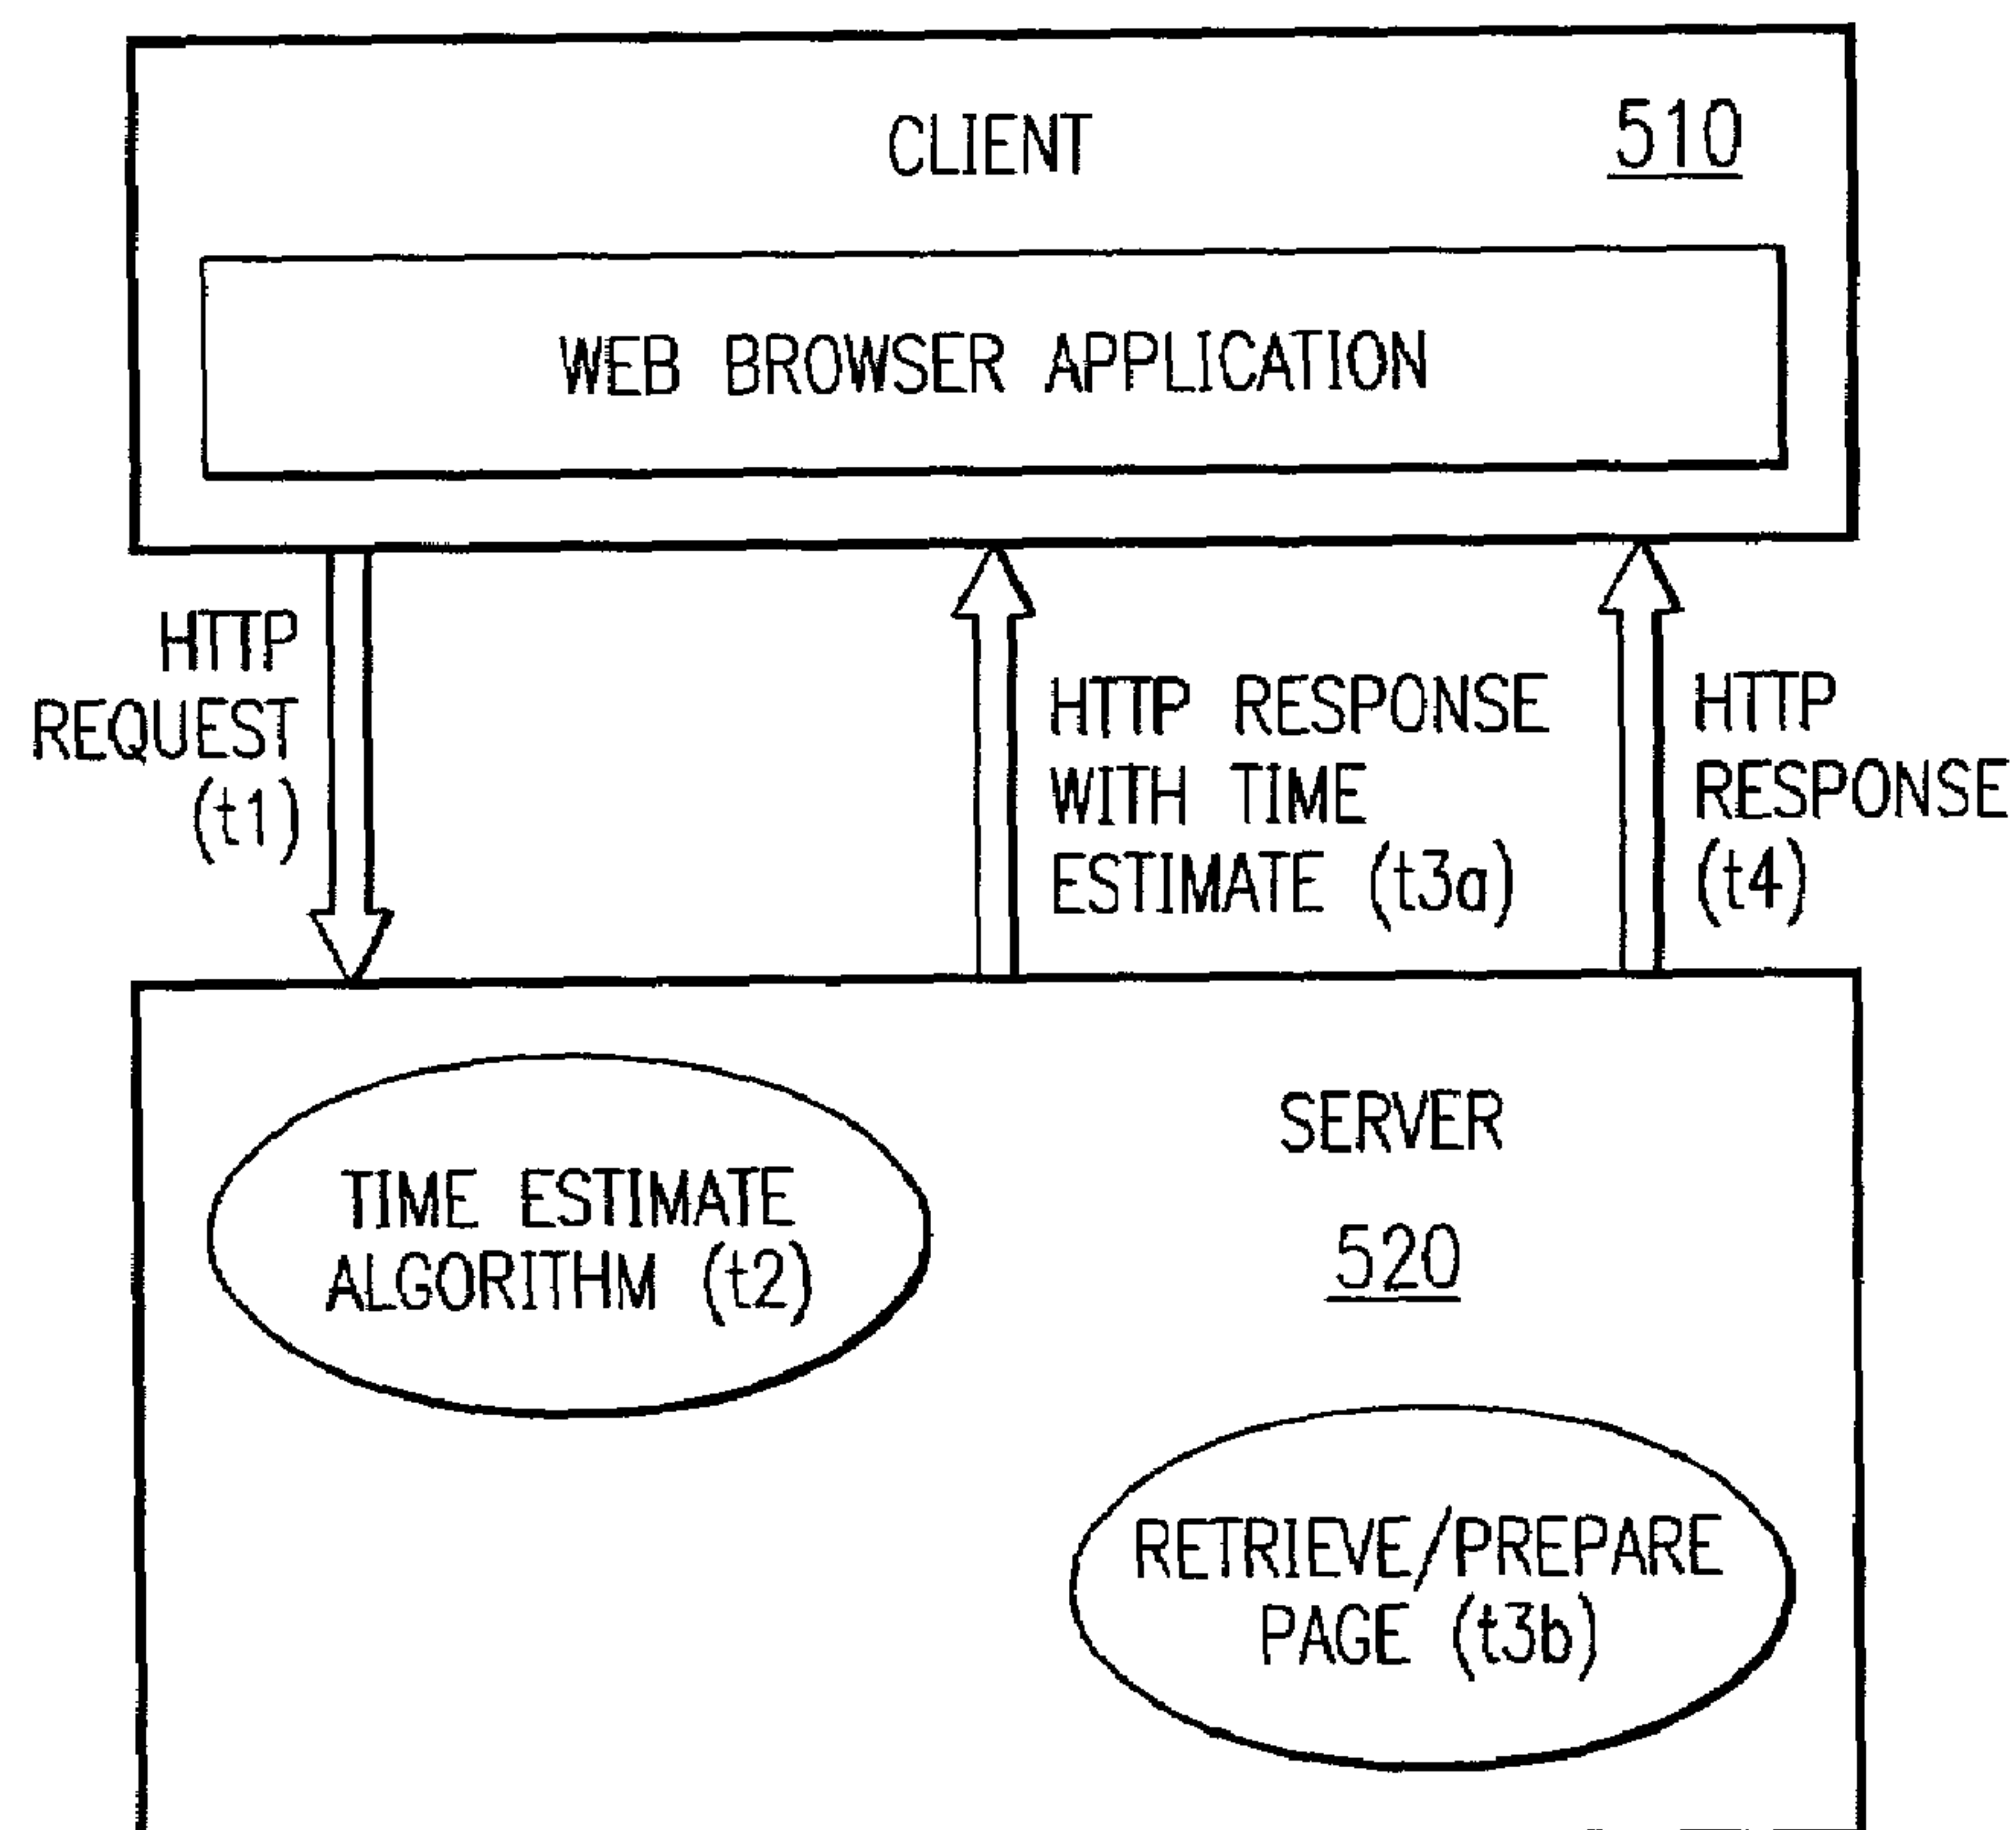 CLIENT
510
WEB BROWSER APPLICATION
HTTP
REQUEST
(t1)
HTTP RESPONSE
WITH TIME
ESTIMATE (t3a)
HTTP
RESPONSE
(t4)
TIME ESTIMATE
ALGORITHM (t2)
SERVER
520
RETRIEVE/PREPARE
PAGE (t3b)